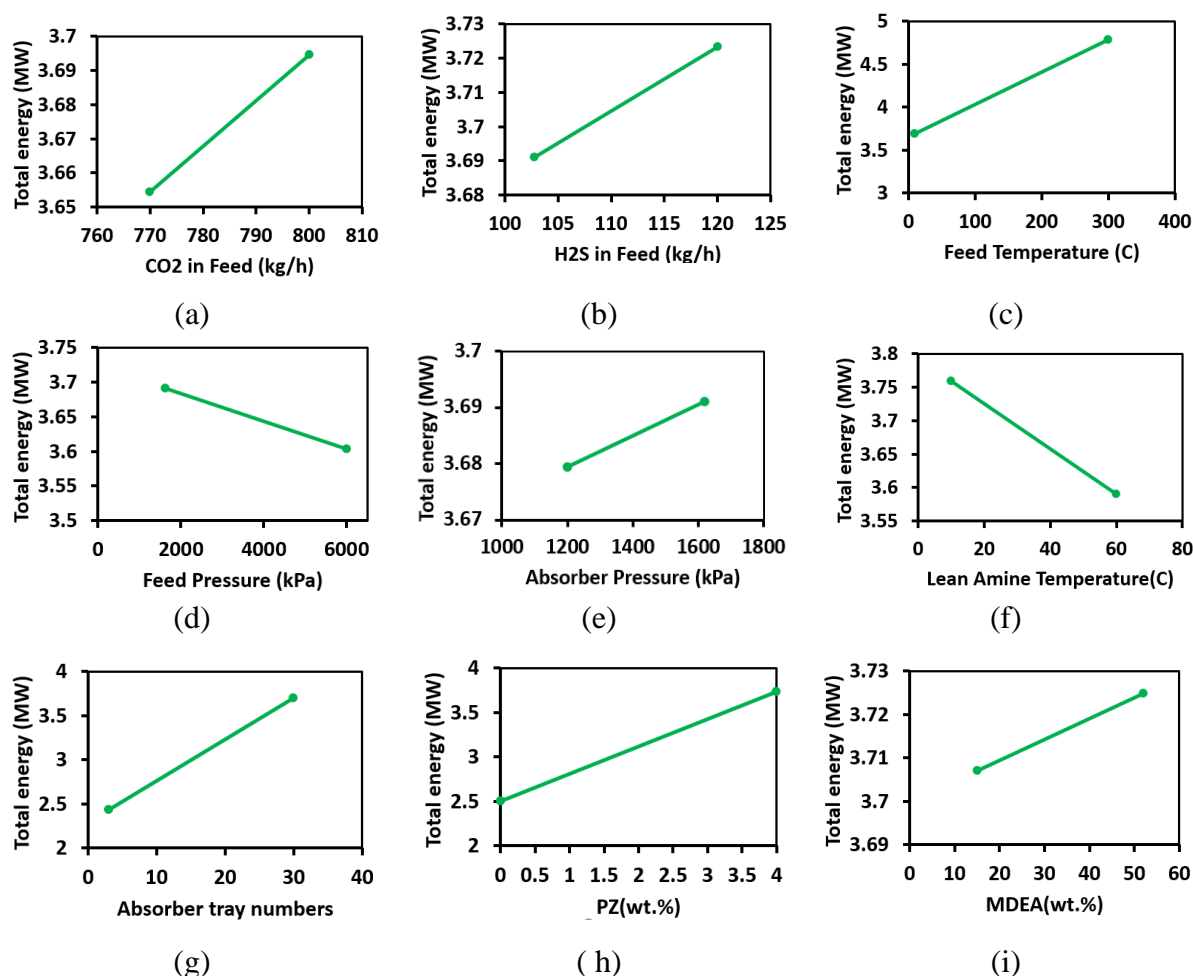 Total energy (MW)
3.7
3.69
3.68
3.67
3.66
3.65
760 770 780 790 800 810
CO2 in Feed (kg/h)
(a)
Total energy (MW)
3.73
3.72
3.71
3.7
3.69
3.68
100 105 110 115 120 125
H2S in Feed (kg/h)
(b)
Total energy (MW)
5
4.5
4
3.5
3
0 100 200 300 400
Feed Temperature (C)
(c)
Total energy (MW)
3.75
3.7
3.65
3.6
3.55
3.5
0 2000 4000 6000
Feed Pressure (kPa)
(d)
Total energy (MW)
3.7
3.69
3.68
3.67
1000 1200 1400 1600 1800
Absorber Pressure (kPa)
(e)
Total energy (MW)
3.8
3.75
3.7
3.65
3.6
3.55
0 20 40 60 80
Lean Amine Temperature(C)
(f)
Total energy (MW)
4
3.5
3
2.5
2
0 10 20 30 40
Absorber tray numbers
(g)
Total energy (MW)
4
3.5
3
2.5
2
0 0.5 1 1.5 2 2.5 3 3.5 4
PZ(wt.%)
( h)
Total energy (MW)
3.73
3.72
3.71
3.7
3.69
0 10 20 30 40 50 60
MDEA(wt.%)
(i)